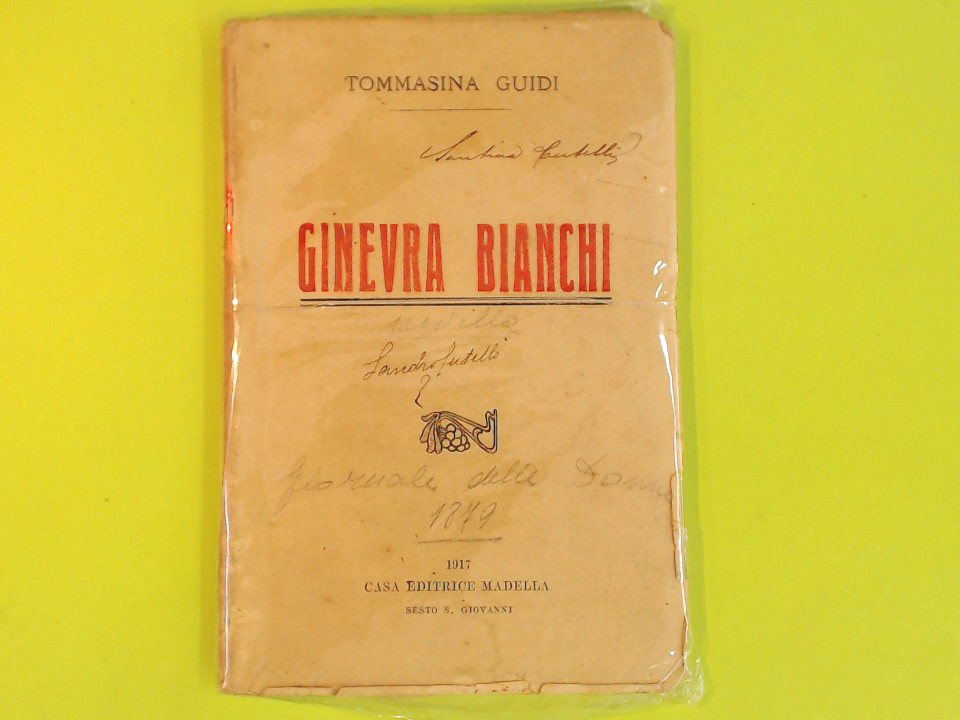 TOMMASINA GUIDI
GINEVRA BIANCHI
novella
Giornale delle Donne
1879
1917
CASA EDITRICE MADELLA
SESTO S. GIOVANNI